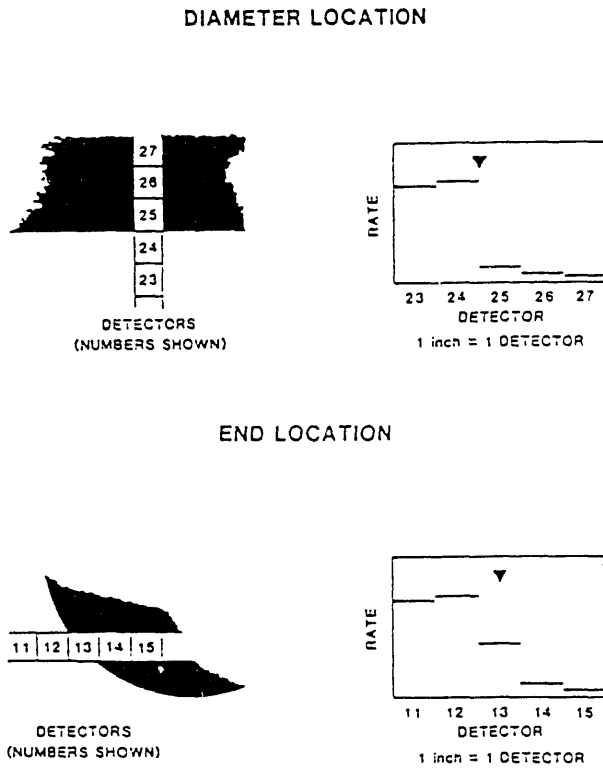 DIAMETER LOCATION
27
26
25
24
23
DETECTORS
(NUMBERS SHOWN)
RATE
23 24 25 26 27
DETECTOR
1 inch = 1 DETECTOR
END LOCATION
11 12 13 14 15
DETECTORS
(NUMBERS SHOWN)
RATE
11 12 13 14 15
DETECTOR
1 inch = 1 DETECTOR